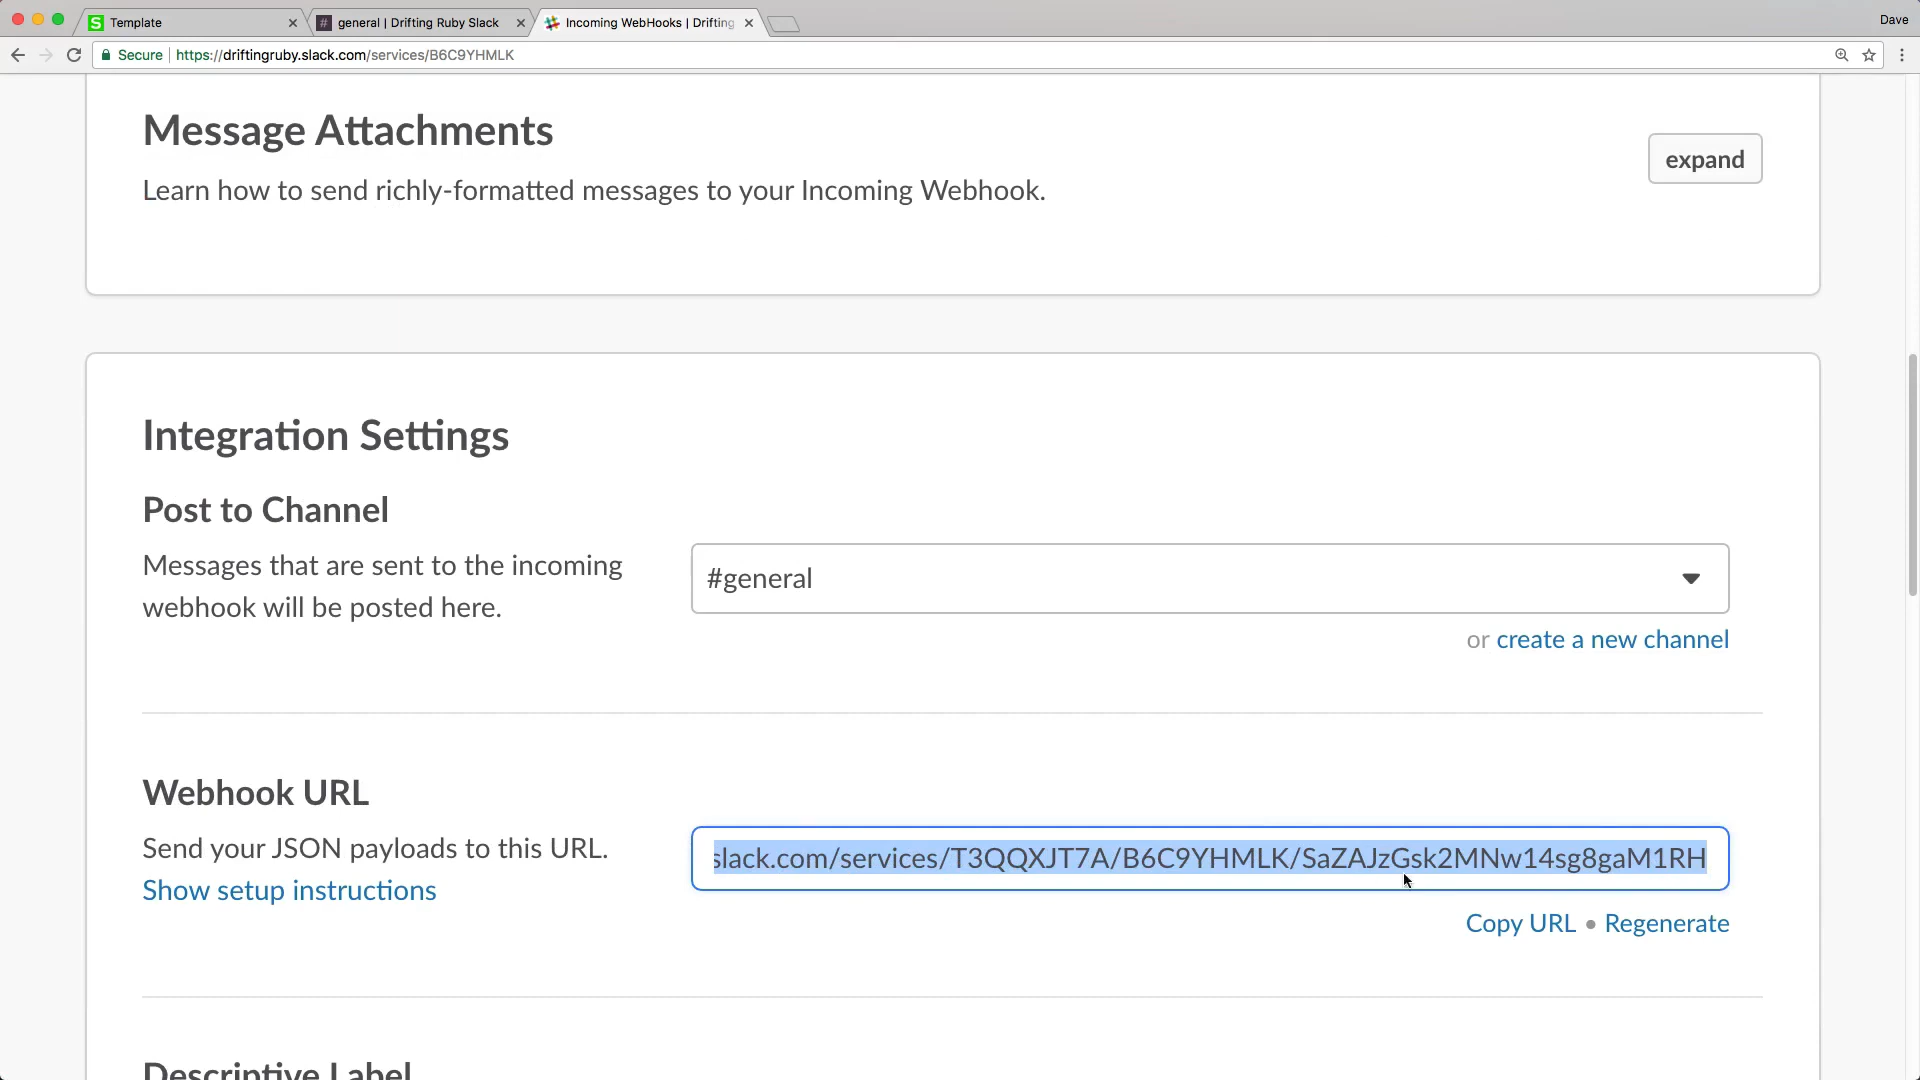 Template
general | Drifting Ruby Slack
Incoming WebHooks | Drifting
Dave
Secure
https://driftingruby.slack.com/services/B6C9YHMLK
Message Attachments
expand
Learn how to send richly-formatted messages to your Incoming Webhook.
Integration Settings
Post to Channel
Messages that are sent to the incoming
webhook will be posted here.
#general
or create a new channel
Webhook URL
Send your JSON payloads to this URL.
Show setup instructions
slack.com/services/T3QQXJT7A/B6C9YHMLK/SaZAJzGsk2MNw14sg8gaM1RH
Copy URL • Regenerate
Descriptive Label